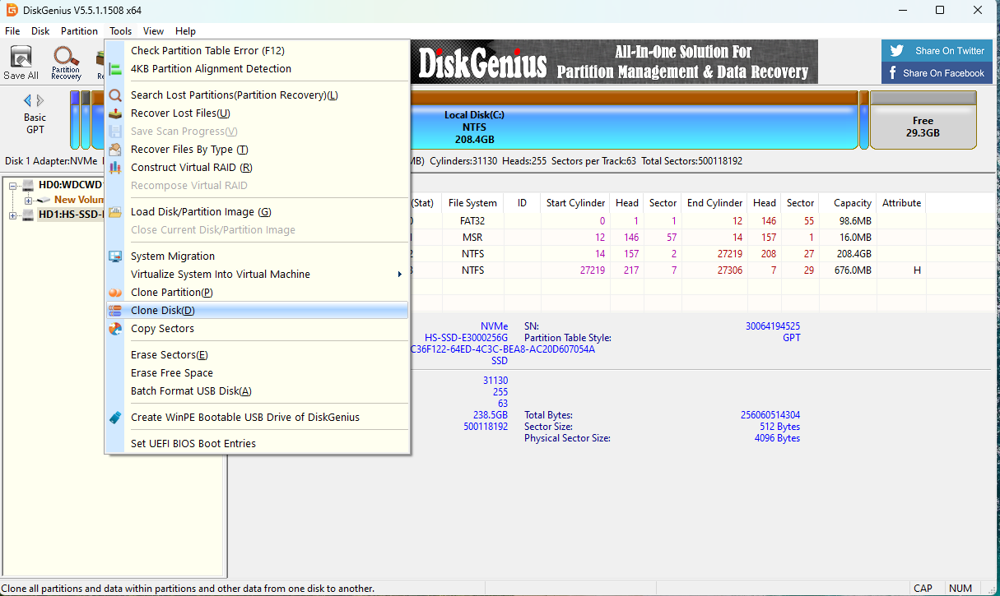 DiskGenius V5.5.1.1508 x64
File Disk Partition Tools View Help
Save All
Partition
Recovery
DiskGenius
All-In-One Solution For
Partition Management & Data Recovery
Share On Twitter
Share On Facebook
Check Partition Table Error (F12)
4KB Partition Alignment Detection
Search Lost Partitions(Partition Recovery)(L)
Recover Lost Files(U)
Save Scan Progress(V)
Recover Files By Type (T)
Construct Virtual RAID (R)
Recompose Virtual RAID
Load Disk/Partition Image (G)
Close Current Disk/Partition Image
System Migration
Virtualize System Into Virtual Machine
Clone Partition(P)
Clone Disk(D)
Copy Sectors
Erase Sectors(E)
Erase Free Space
Batch Format USB Disk(A)
Create WinPE Bootable USB Drive of DiskGenius
Set UEFI BIOS Boot Entries
Basic
GPT
Local Disk(C:)
NTFS
208.4GB
Free
29.3GB
Disk 1 Adapter:NVMe MB) Cylinders:31130 Heads:255 Sectors per Track:63 Total Sectors:500118192
HD0:WDCWD
New Volum
HD1:HS-SSD-
(Stat) File System ID Start Cylinder Head Sector End Cylinder Head Sector Capacity Attribute
0 FAT32 0 1 1 12 146 55 98.6MB
1 MSR 12 146 57 14 157 1 16.0MB
2 NTFS 14 157 2 27219 208 27 208.4GB
3 NTFS 27219 217 7 27306 7 29 676.0MB H
NVMe SN: 30064194525
HS-SSD-E3000256G Partition Table Style: GPT
C36F122-64ED-4C3C-BEA8-AC20D607054A
SSD
31130
255
63
238.5GB Total Bytes: 256060514304
500118192 Sector Size: 512 Bytes
Physical Sector Size: 4096 Bytes
Clone all partitions and data within partitions and other data from one disk to another.
CAP NUM